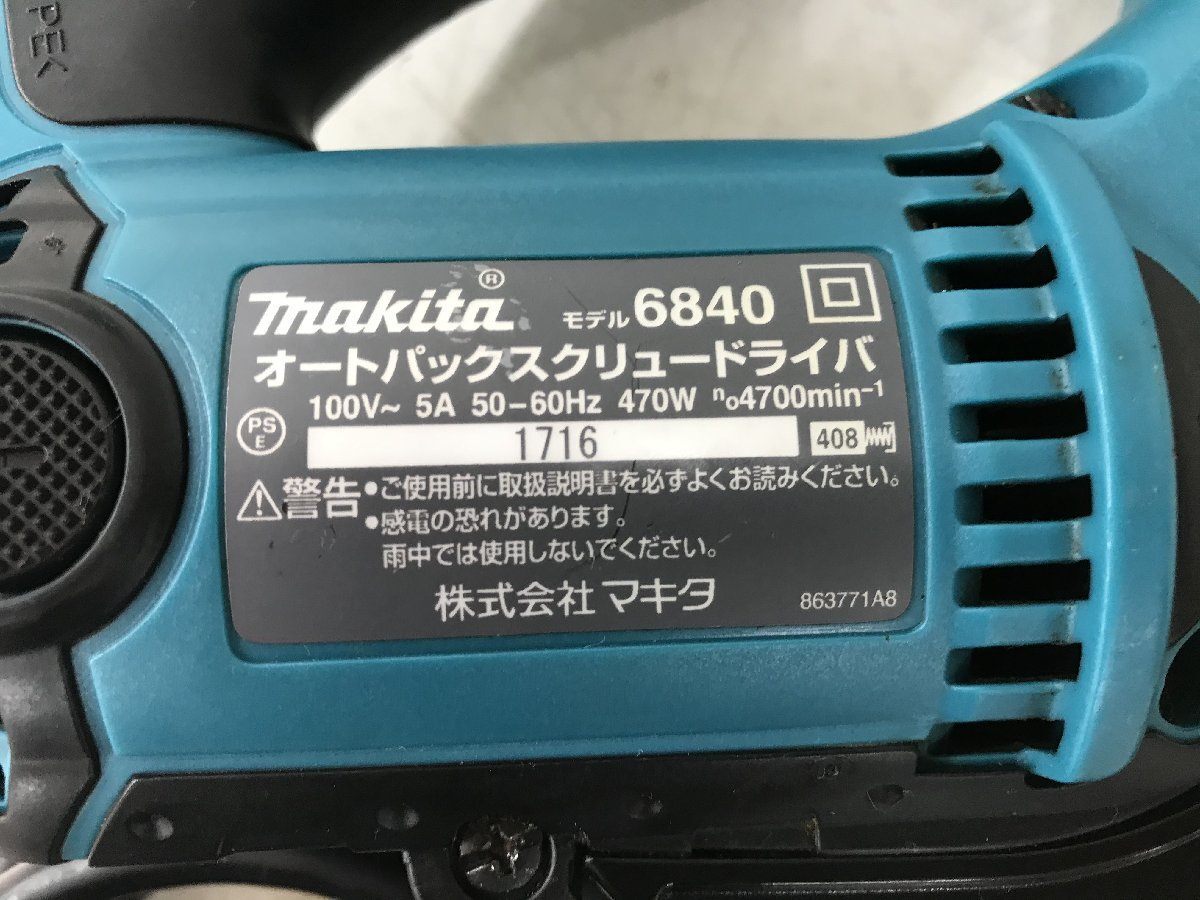 makita® モデル 6840
オートパックスクリュードライバ
100V~ 5A 50-60Hz 470W n₀4700min⁻¹
PS
E
1716
408
⚠警告 •ご使用前に取扱説明書を必ずよくお読みください。
•感電の恐れがあります。
雨中では使用しないでください。
株式会社 マキタ 863771A8